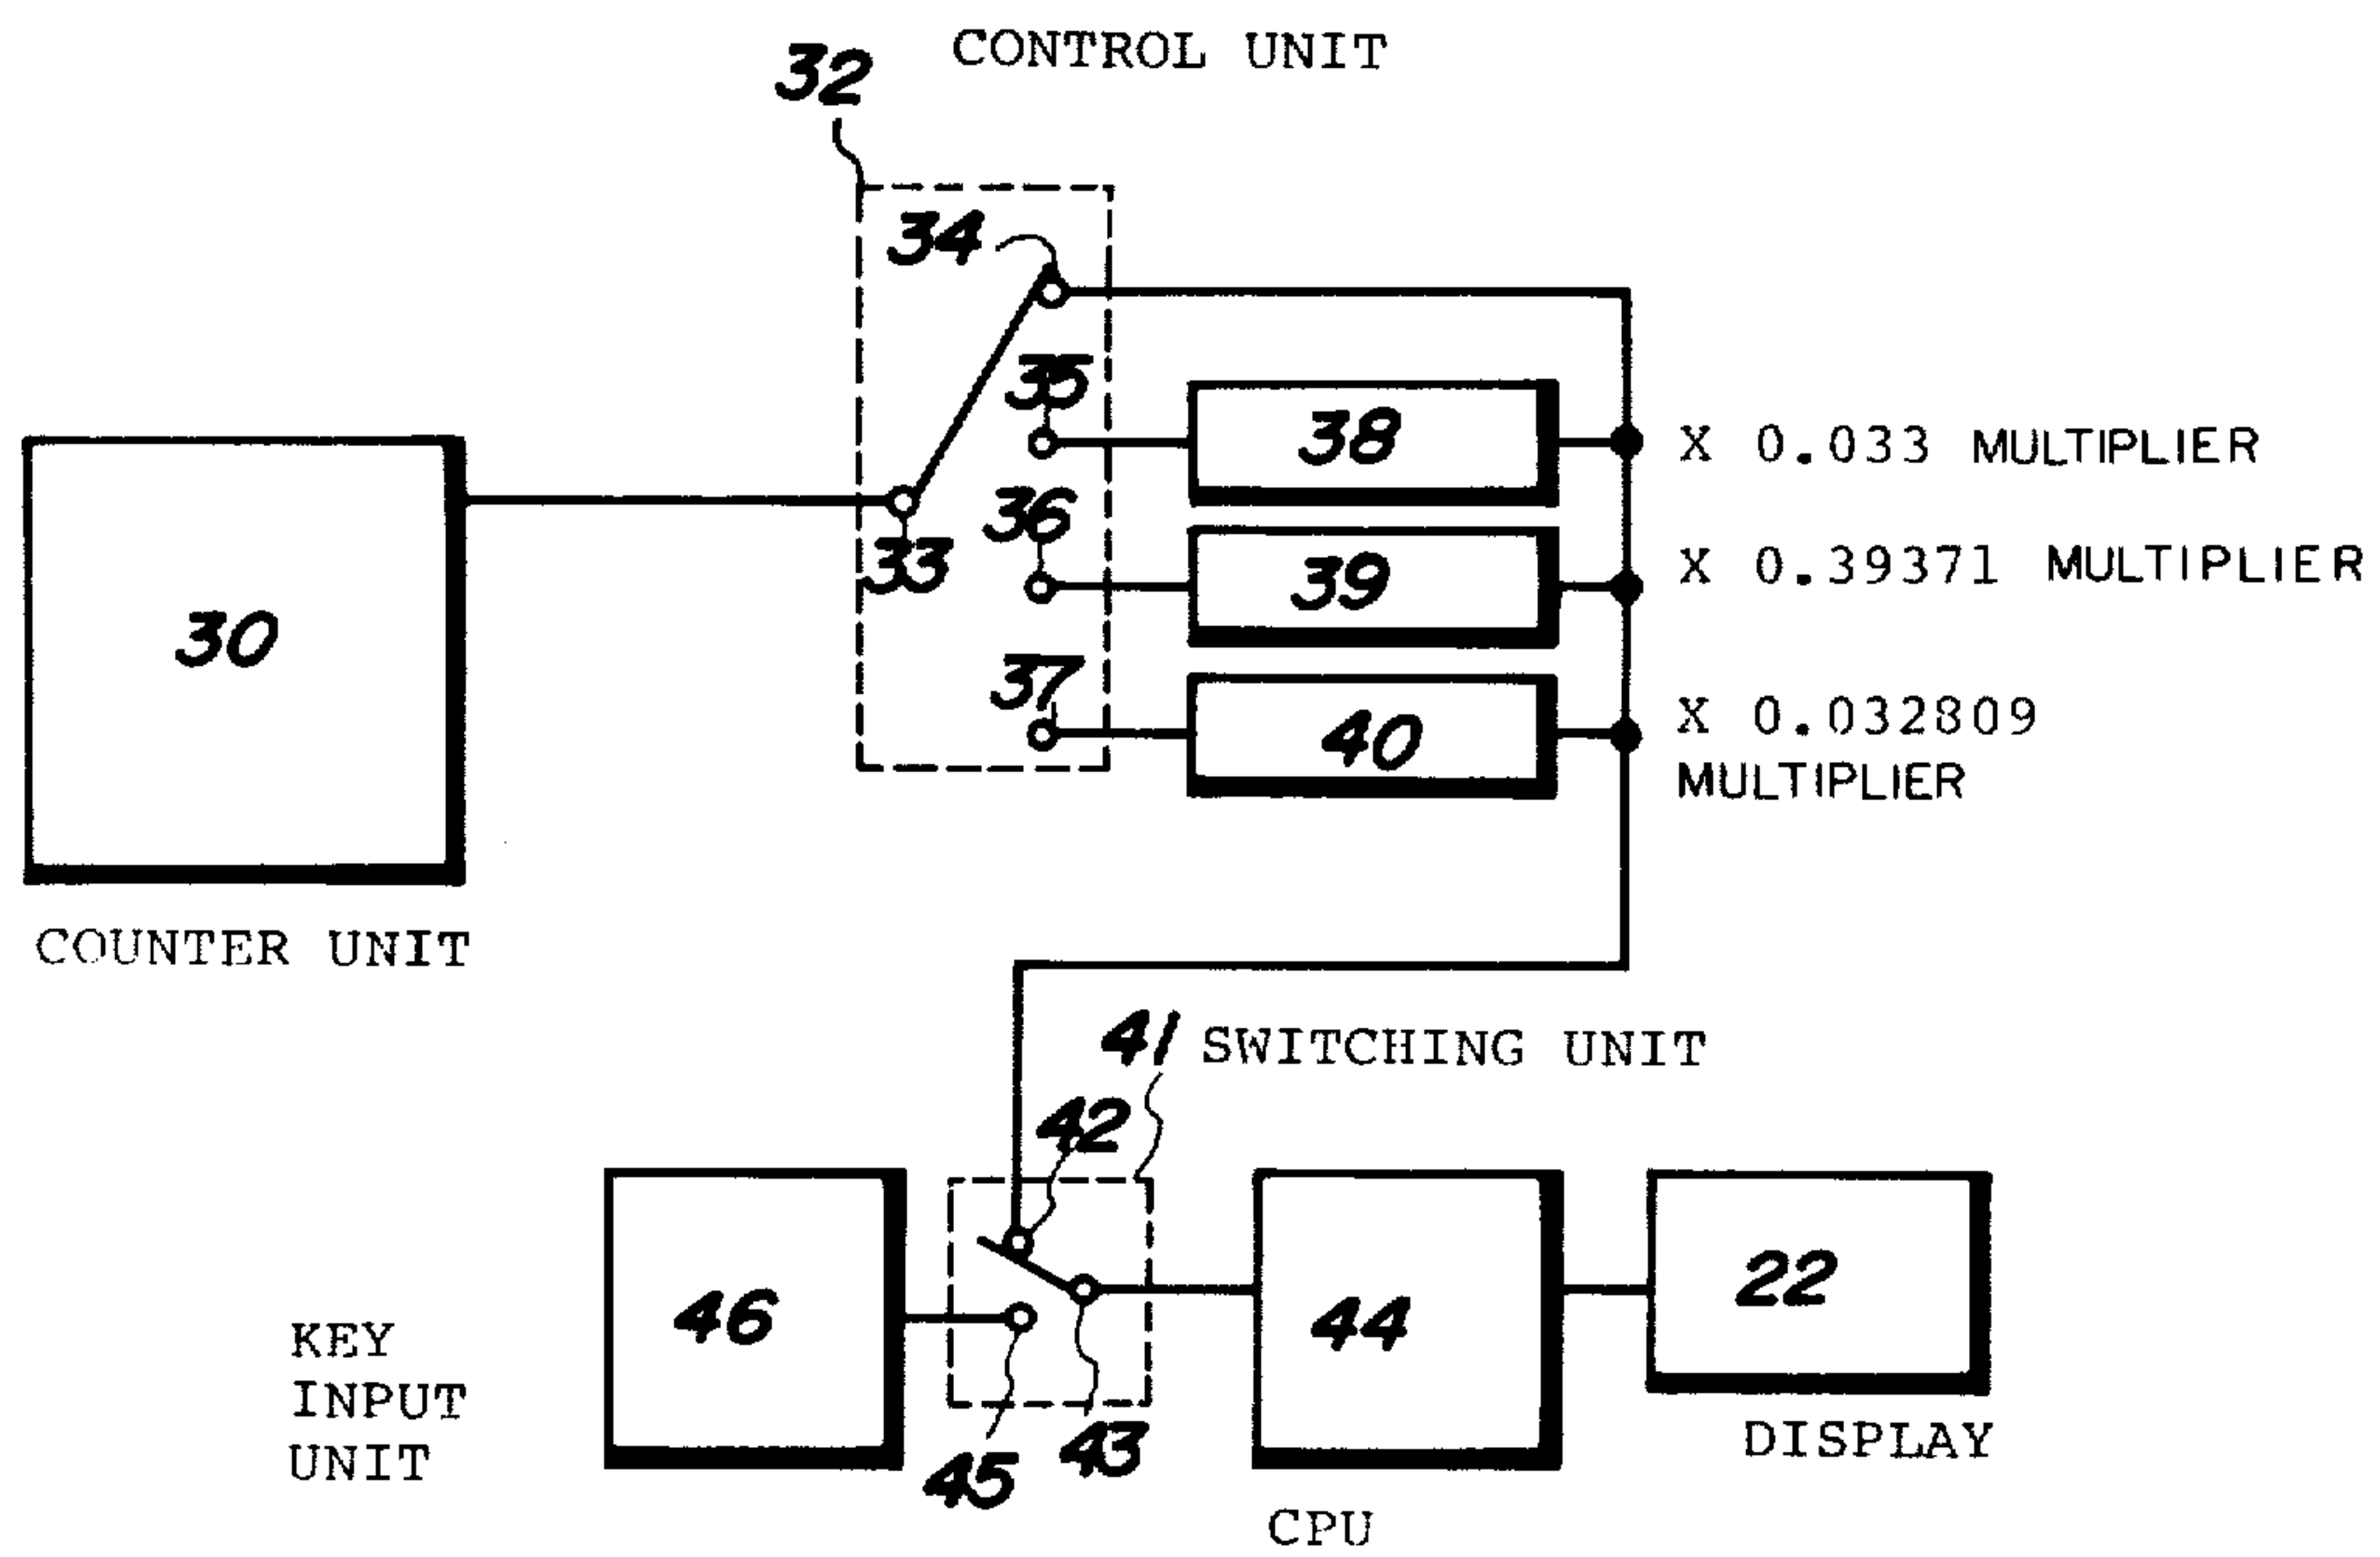 CONTROL UNIT
32
34
35
38
X 0.033 MULTIPLIER
33
36
39
X 0.39371 MULTIPLIER
30
37
40
X 0.032809
MULTIPLIER
COUNTER UNIT
41 SWITCHING UNIT
42
46
44
22
KEY
INPUT
UNIT
45
43
DISPLAY
CPU